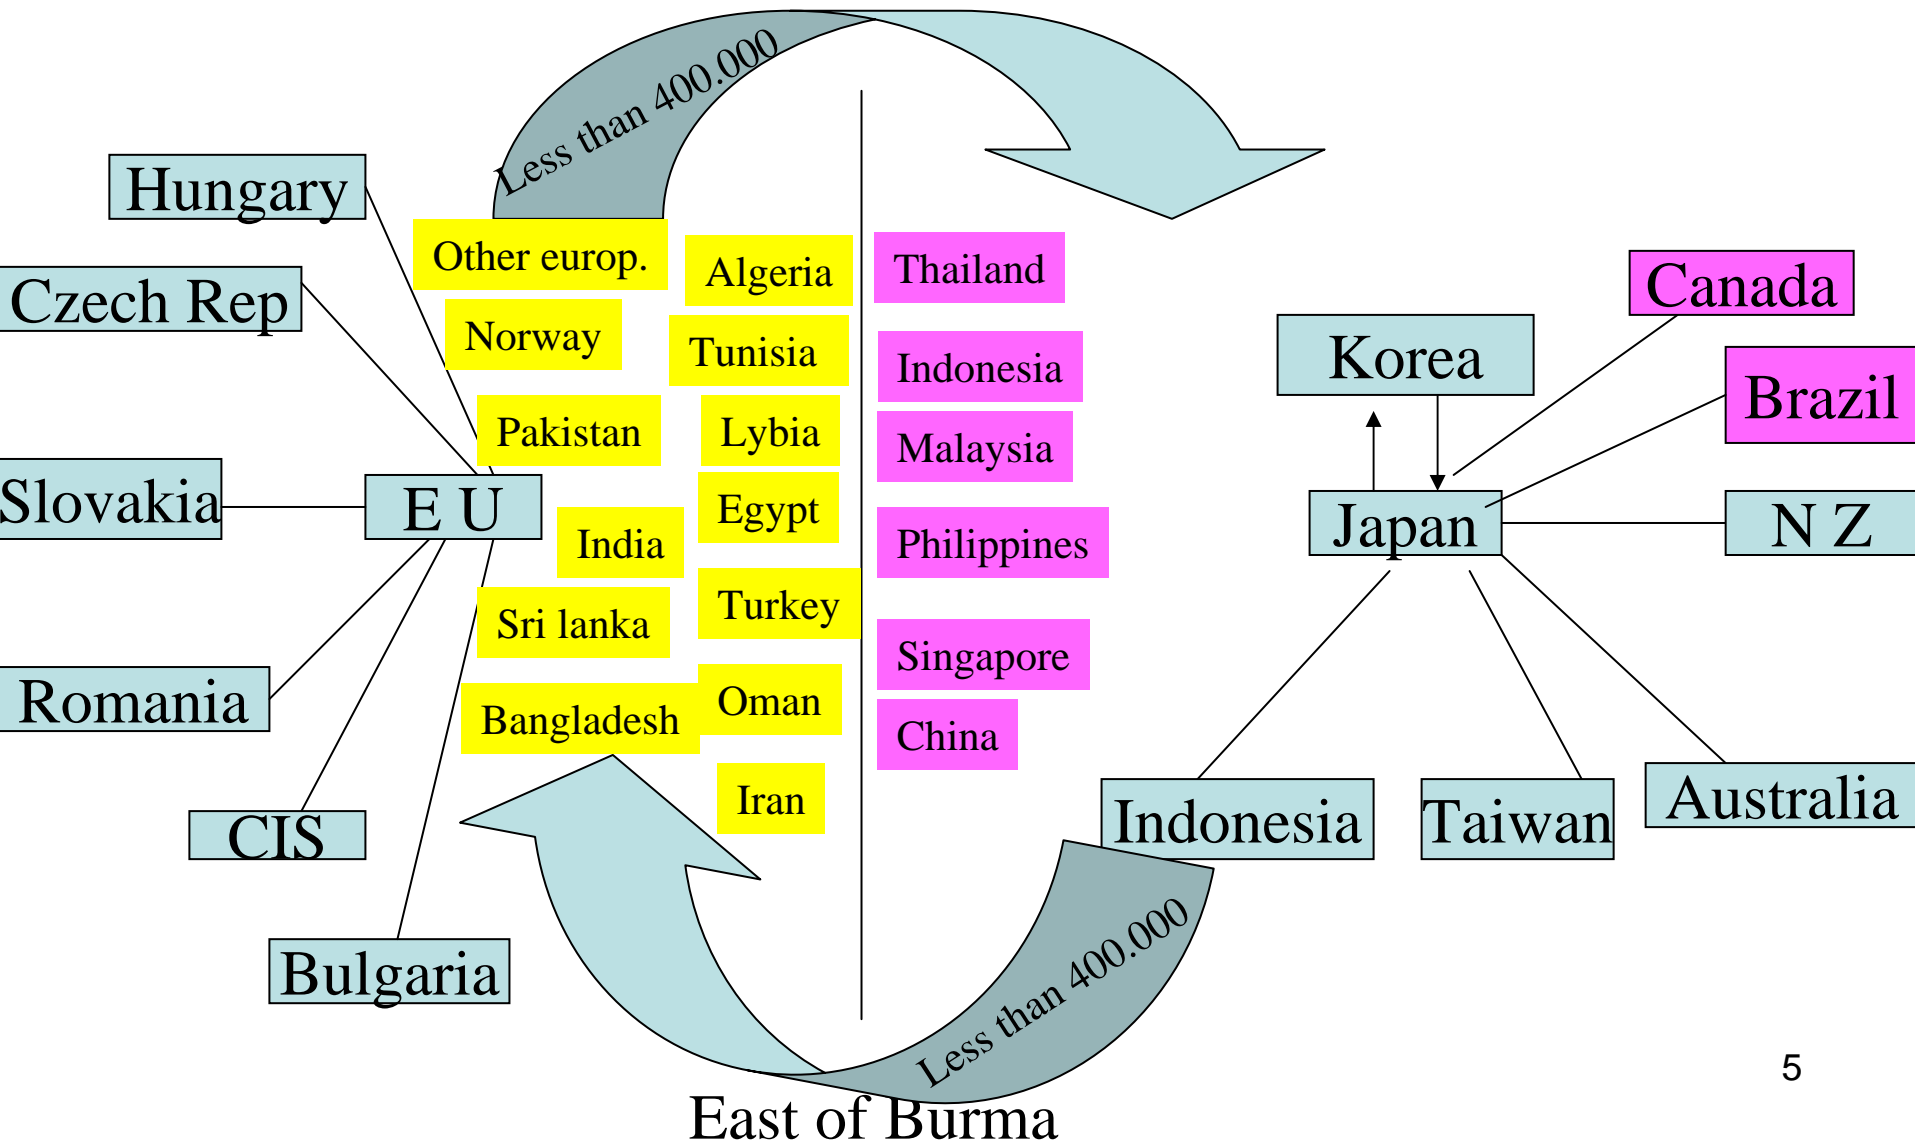 Less than 400.000
Hungary
Czech Rep
Slovakia
E U
Romania
CIS
Bulgaria
Other europ.
Norway
Pakistan
India
Sri lanka
Bangladesh
Algeria
Tunisia
Lybia
Egypt
Turkey
Oman
Iran
Thailand
Indonesia
Malaysia
Philippines
Singapore
China
Korea
Canada
Brazil
Japan
N Z
Indonesia
Taiwan
Australia
Less than 400.000
East of Burma
5